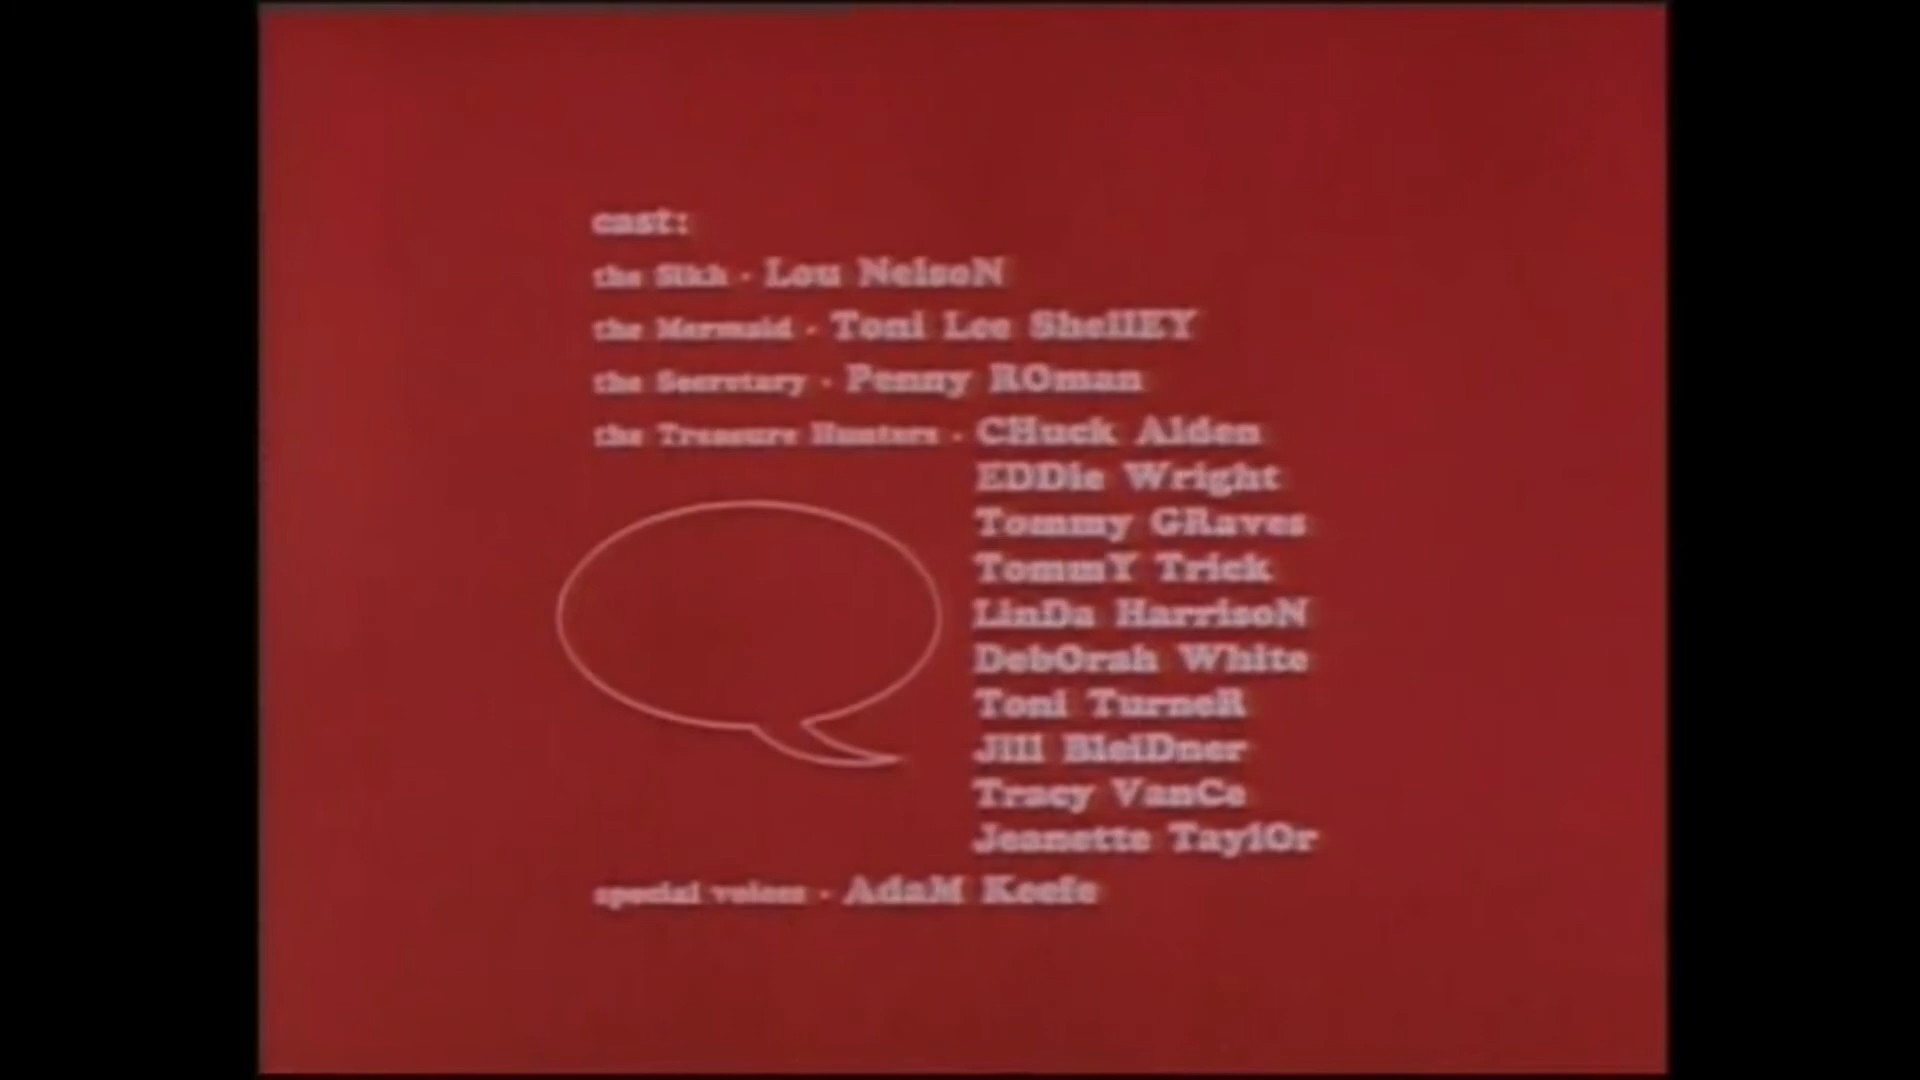 cast:
the Sikh - Lou NelsoN
the Mermaid - Toni Lee ShellEY
the Secretary - Penny ROman
the Treasure Hunters - CHuck Alden
EDDie Wright
Tommy GRaves
TommY Trick
LinDa HarrisoN
DebOrah White
Toni TurneR
Jill BleiDner
Tracy VanCe
Jeanette TaylOr
special voices - AdaM Keefe